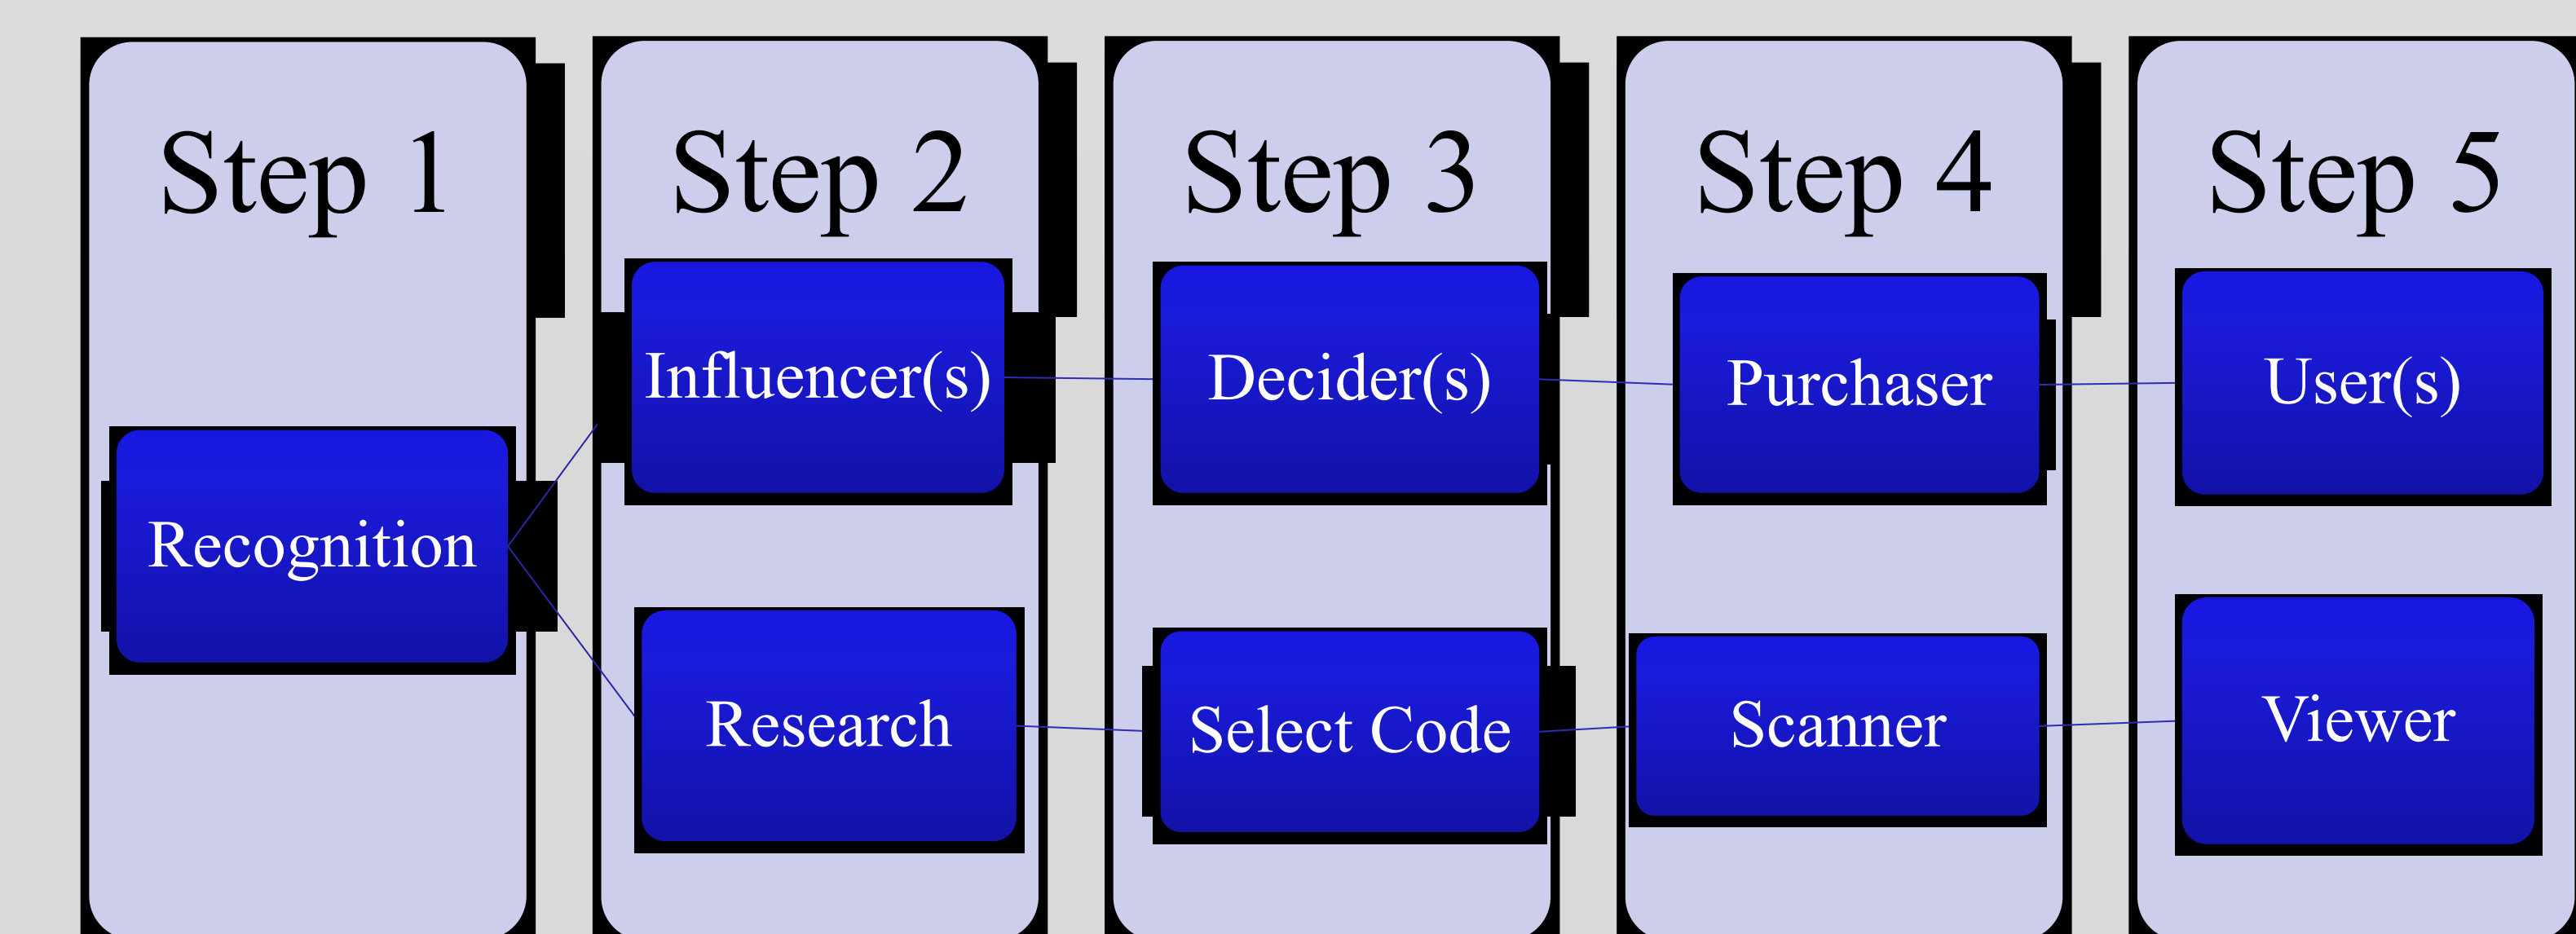 Step 1
Step 2
Step 3
Step 4
Step 5
Influencer(s)
Decider(s)
Purchaser
User(s)
Recognition
Research
Select Code
Scanner
Viewer